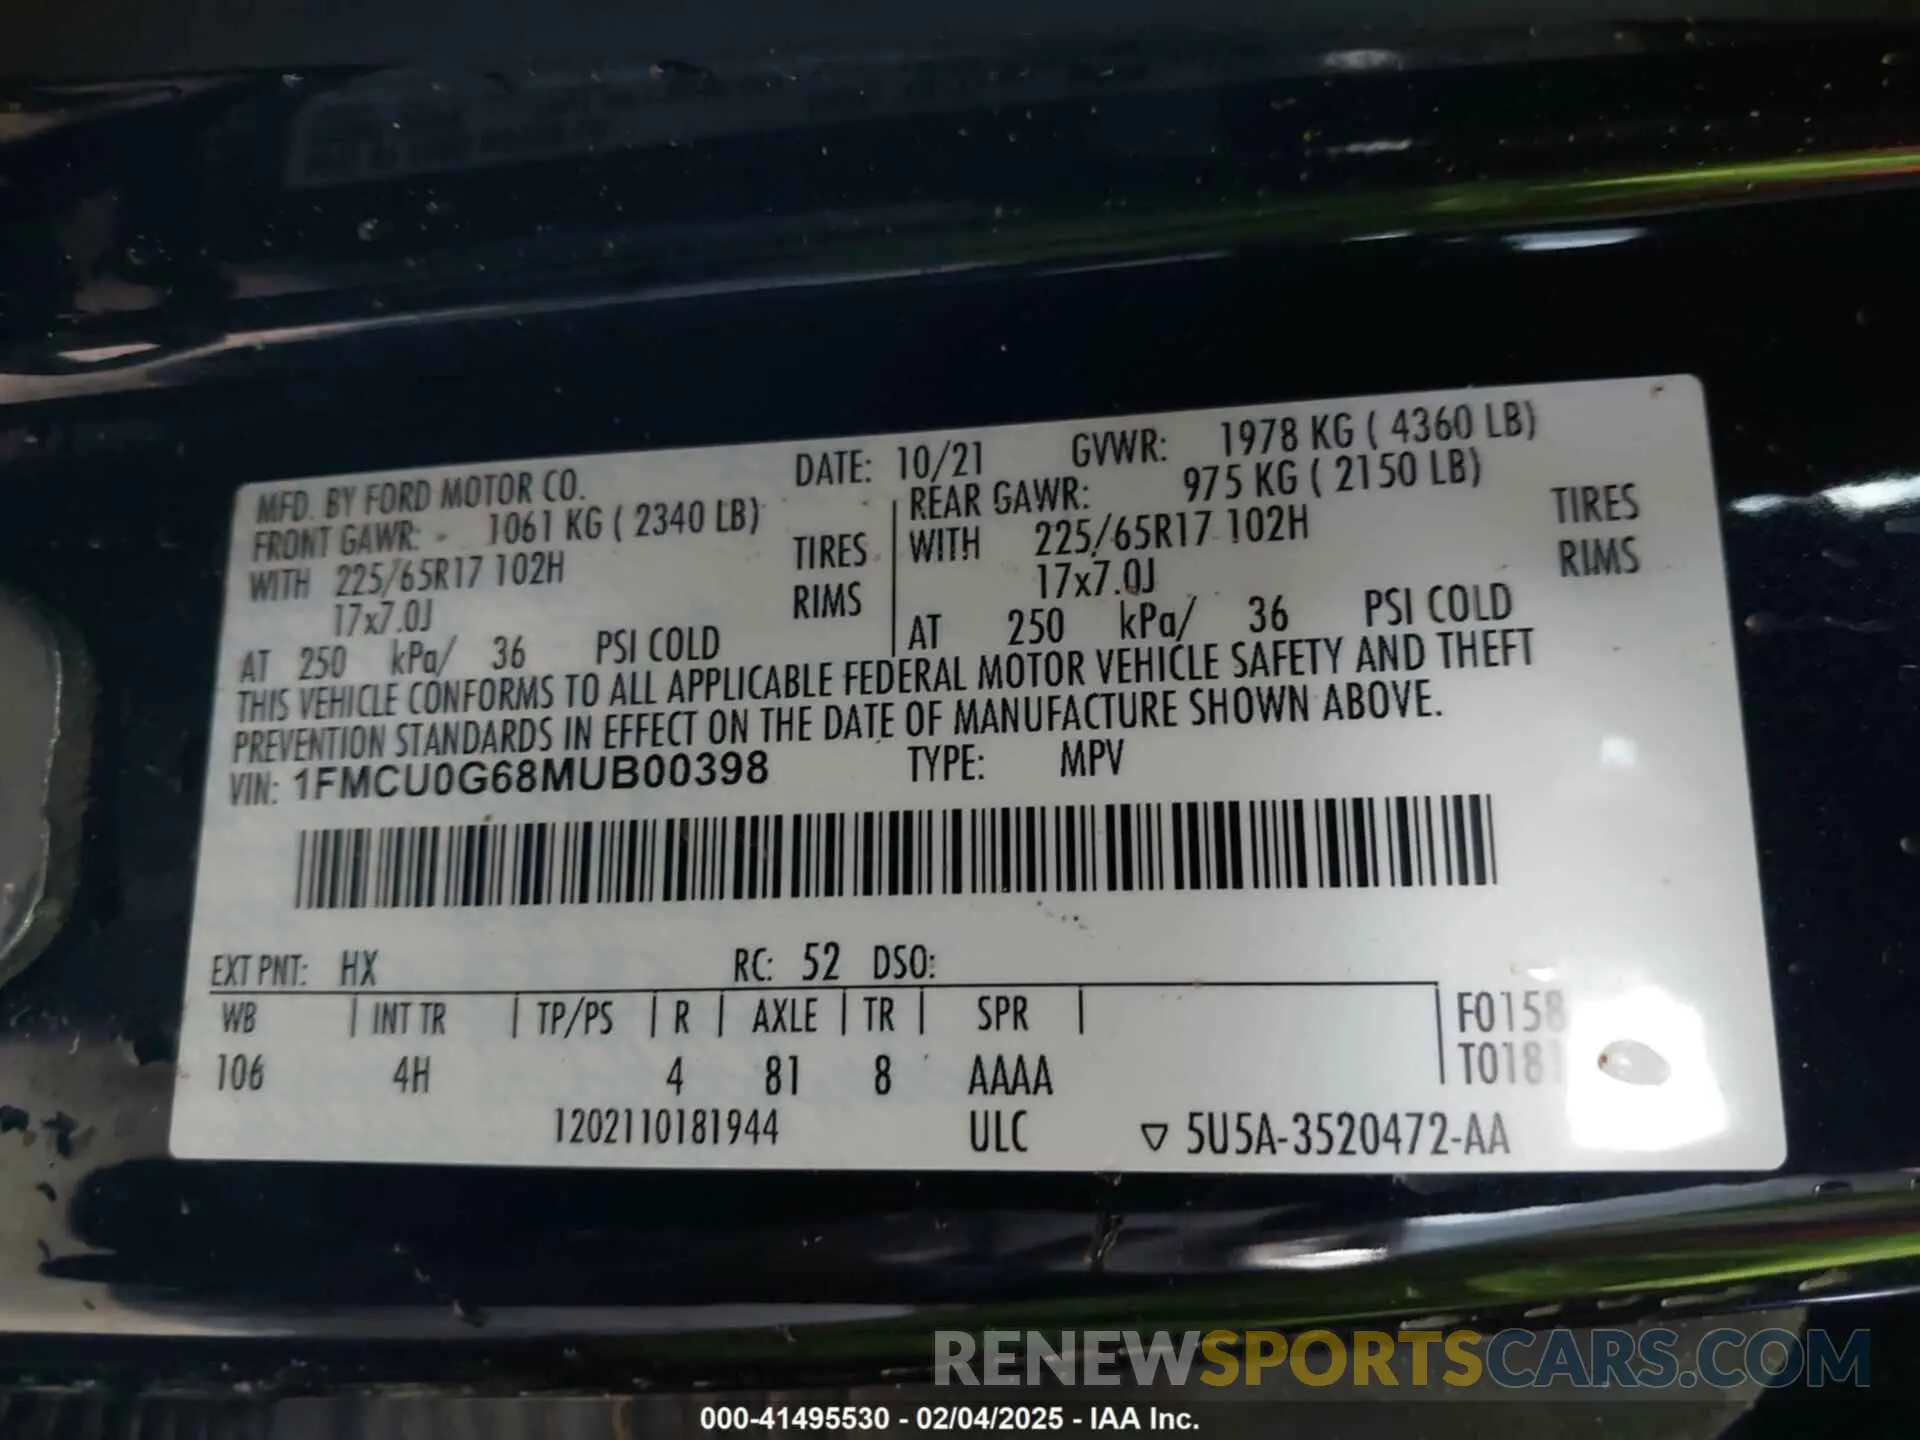 MFD. BY FORD MOTOR CO. DATE: 10/21 GVWR: 1978 KG ( 4360 LB)
FRONT GAWR: 1061 KG ( 2340 LB) REAR GAWR: 975 KG ( 2150 LB)
WITH 225/65R17 102H TIRES WITH 225/65R17 102H TIRES
17x7.0J RIMS 17x7.0J RIMS
AT 250 kPa/ 36 PSI COLD AT 250 kPa/ 36 PSI COLD
THIS VEHICLE CONFORMS TO ALL APPLICABLE FEDERAL MOTOR VEHICLE SAFETY AND THEFT
PREVENTION STANDARDS IN EFFECT ON THE DATE OF MANUFACTURE SHOWN ABOVE.
VIN: 1FMCU0G68MUB00398 TYPE: MPV
EXT PNT: HX RC: 52 DSO:
WB INT TR TP/PS R AXLE TR SPR F0158
106 4H 4 81 8 AAAA T0181
1202110181944 ULC ▽ 5U5A-3520472-AA
RENEWSPORTSCARS.COM
000-41495530 - 02/04/2025 - IAA Inc.